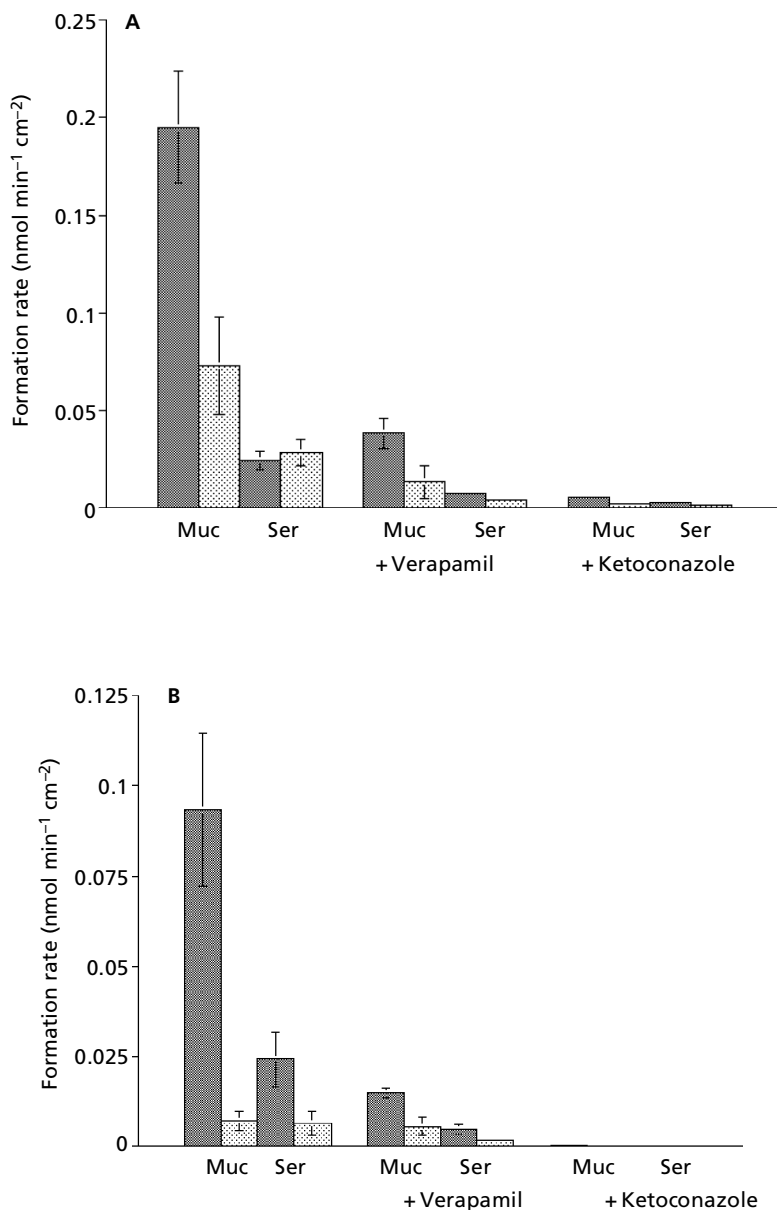 A
Formation rate (nmol min⁻¹ cm⁻²)
0.25
0.2
0.15
0.1
0.05
0
Muc Ser Muc Ser Muc Ser
+ Verapamil + Ketoconazole
B
Formation rate (nmol min⁻¹ cm⁻²)
0.125
0.1
0.075
0.05
0.025
0
Muc Ser Muc Ser Muc Ser
+ Verapamil + Ketoconazole